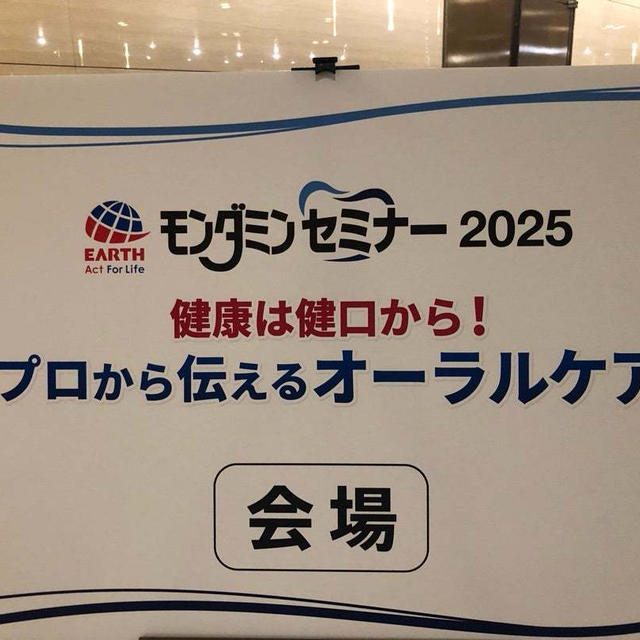 EARTH
Act For Life
モンダミンセミナー 2025
健康は健口から！
プロから伝えるオーラルケア
会場